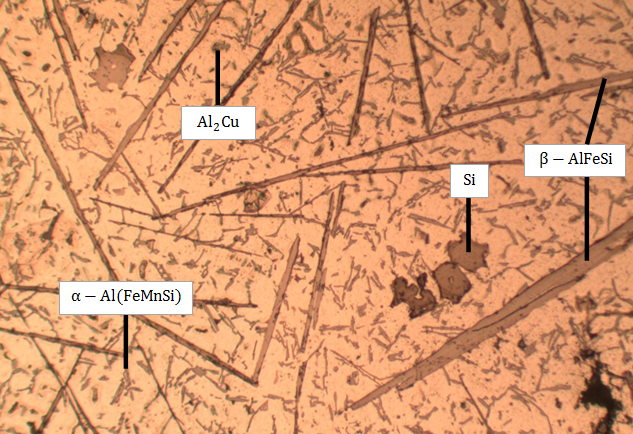 Al₂Cu
β – AlFeSi
Si
α – Al(FeMnSi)